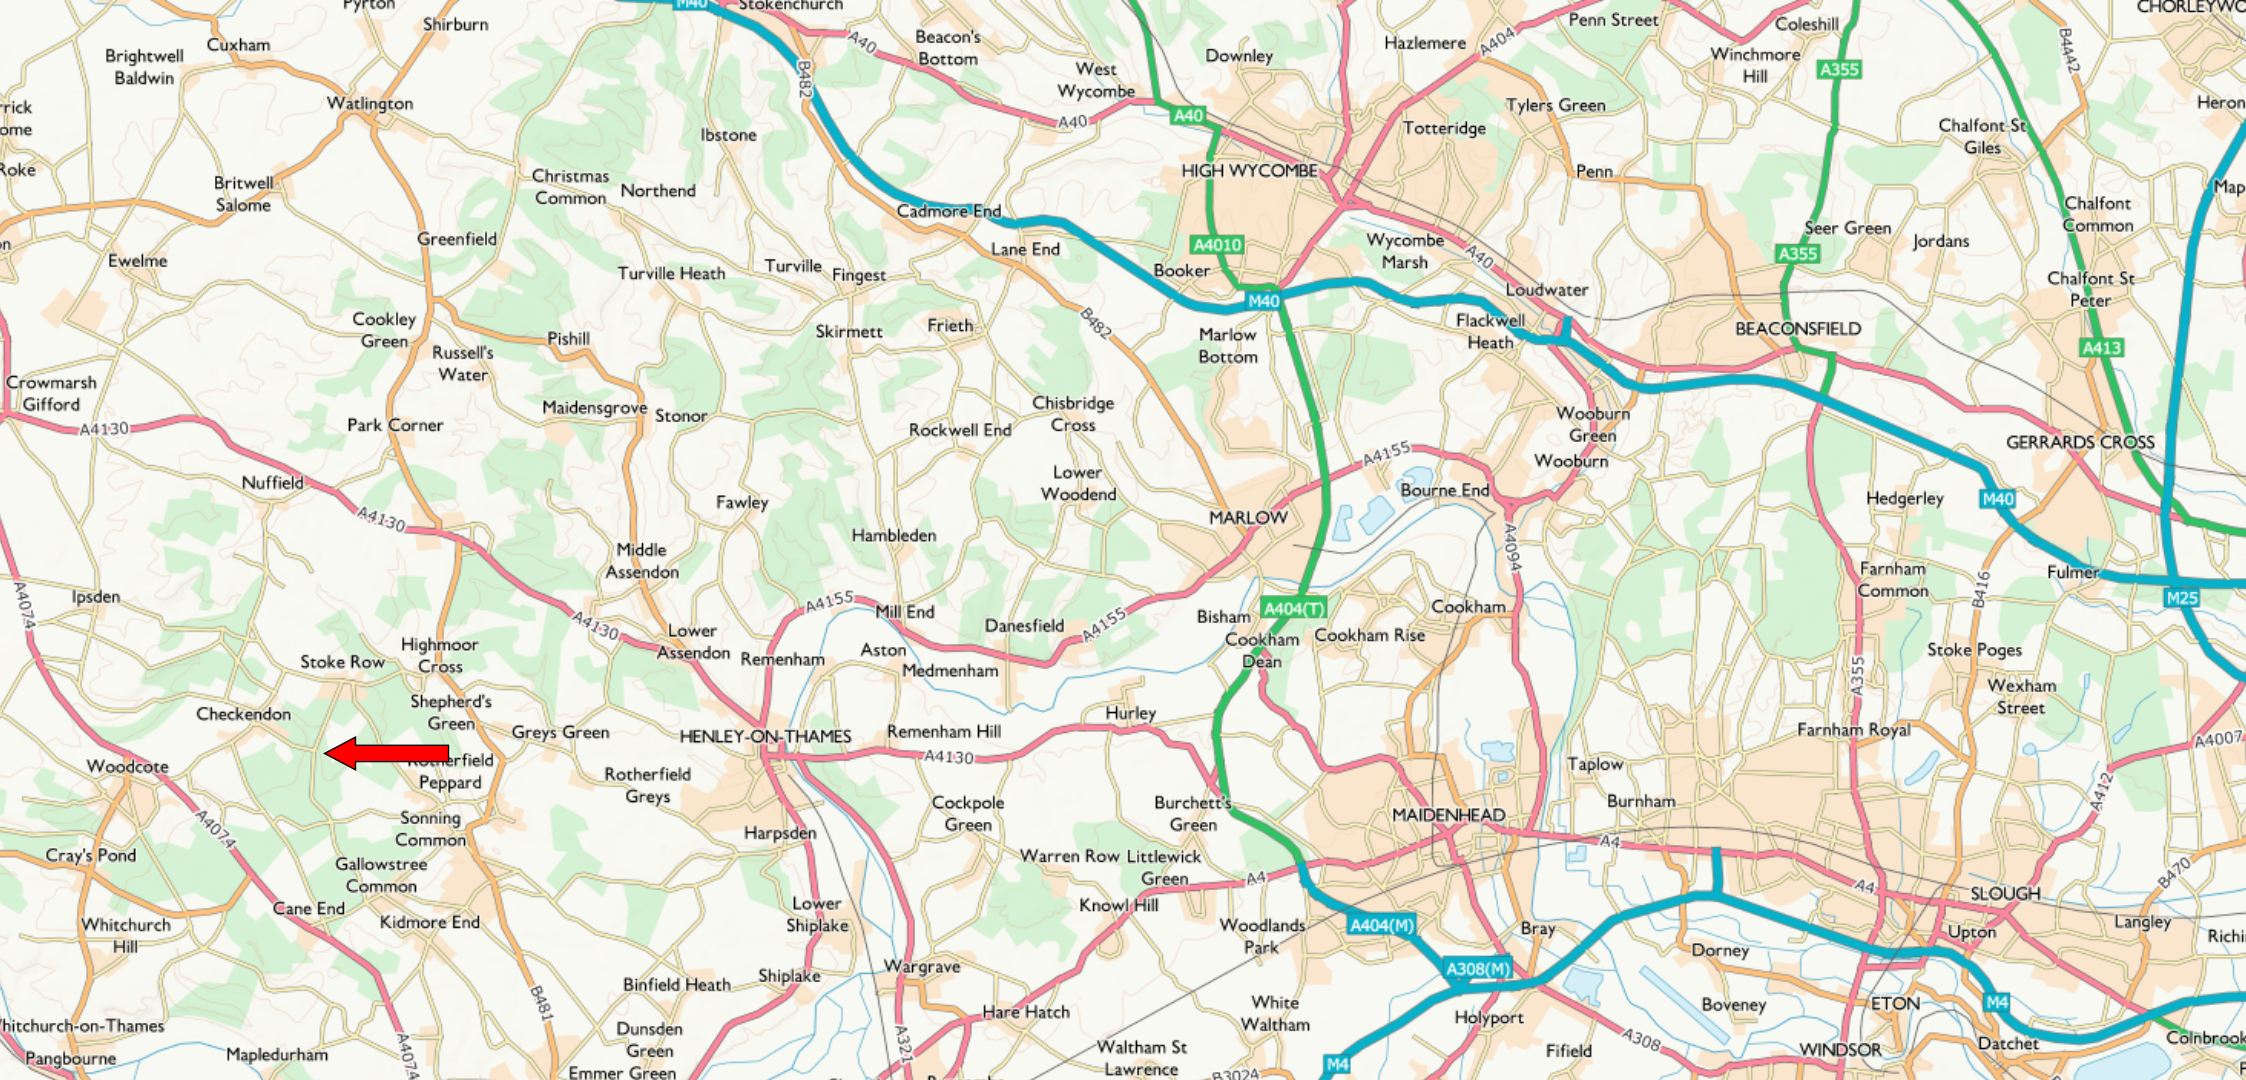 Pyrton
Shirburn
M40
Stokenchurch
Cuxham
Brightwell
Baldwin
Watlington
B482
A40
Beacon's
Bottom
West
Wycombe
Downley
Hazlemere
A404
Penn Street
Coleshill
Winchmore
Hill
A355
B4442
Ibstone
A40
A40
Tylers Green
Totteridge
Chalfont St
Giles
Roke
Britwell
Salome
Christmas
Common
Northend
HIGH WYCOMBE
Penn
Cadmore End
Chalfont
Common
Greenfield
Lane End
A4010
Wycombe
Marsh
A40
Seer Green
Jordans
A355
Ewelme
Turville Heath
Turville
Fingest
Booker
M40
Loudwater
Chalfont St
Peter
Cookley
Green
Pishill
Skirmett
Frieth
B482
Marlow
Bottom
Flackwell
Heath
BEACONSFIELD
A413
Russell's
Water
Crowmarsh
Gifford
A4130
Park Corner
Maidensgrove
Stonor
Chisbridge
Cross
Rockwell End
Wooburn
Green
GERRARDS CROSS
A4155
Wooburn
Nuffield
Lower
Woodend
Bourne End
Hedgerley
M40
A4130
Fawley
MARLOW
Hambleden
A4094
Middle
Assendon
Farnham
Common
B416
Fulmer
M25
A4074
Ipsden
A4155
Mill End
Danesfield
A4155
Bisham
A404(T)
Cookham
A4130
Lower
Assendon
Cookham
Dean
Cookham Rise
Highmoor
Cross
Stoke Row
Remenham
Aston
Medmenham
Stoke Poges
A355
Wexham
Street
Checkendon
Shepherd's
Green
Greys Green
HENLEY-ON-THAMES
Remenham Hill
A4130
Hurley
Farnham Royal
A4007
Woodcote
Rotherfield
Peppard
Rotherfield
Greys
Taplow
Burnham
A412
A4074
Sonning
Common
Harpsden
Cockpole
Green
Burchett's
Green
MAIDENHEAD
A4
Cray's Pond
Gallowstree
Common
Warren Row
Littlewick
Green
A4
A4
B470
SLOUGH
Cane End
Kidmore End
Lower
Shiplake
Knowl Hill
Whitchurch
Hill
Woodlands
Park
A404(M)
Bray
Upton
Langley
Dorney
Shiplake
Wargrave
A308(M)
Binfield Heath
B481
White
Waltham
Hare Hatch
Boveney
ETON
M4
Holyport
Dunsden
Green
A321
A308
Colnbrook
Datchet
Pangbourne
Mapledurham
A4074
Emmer Green
Waltham St
Lawrence
M4
Fifield
WINDSOR